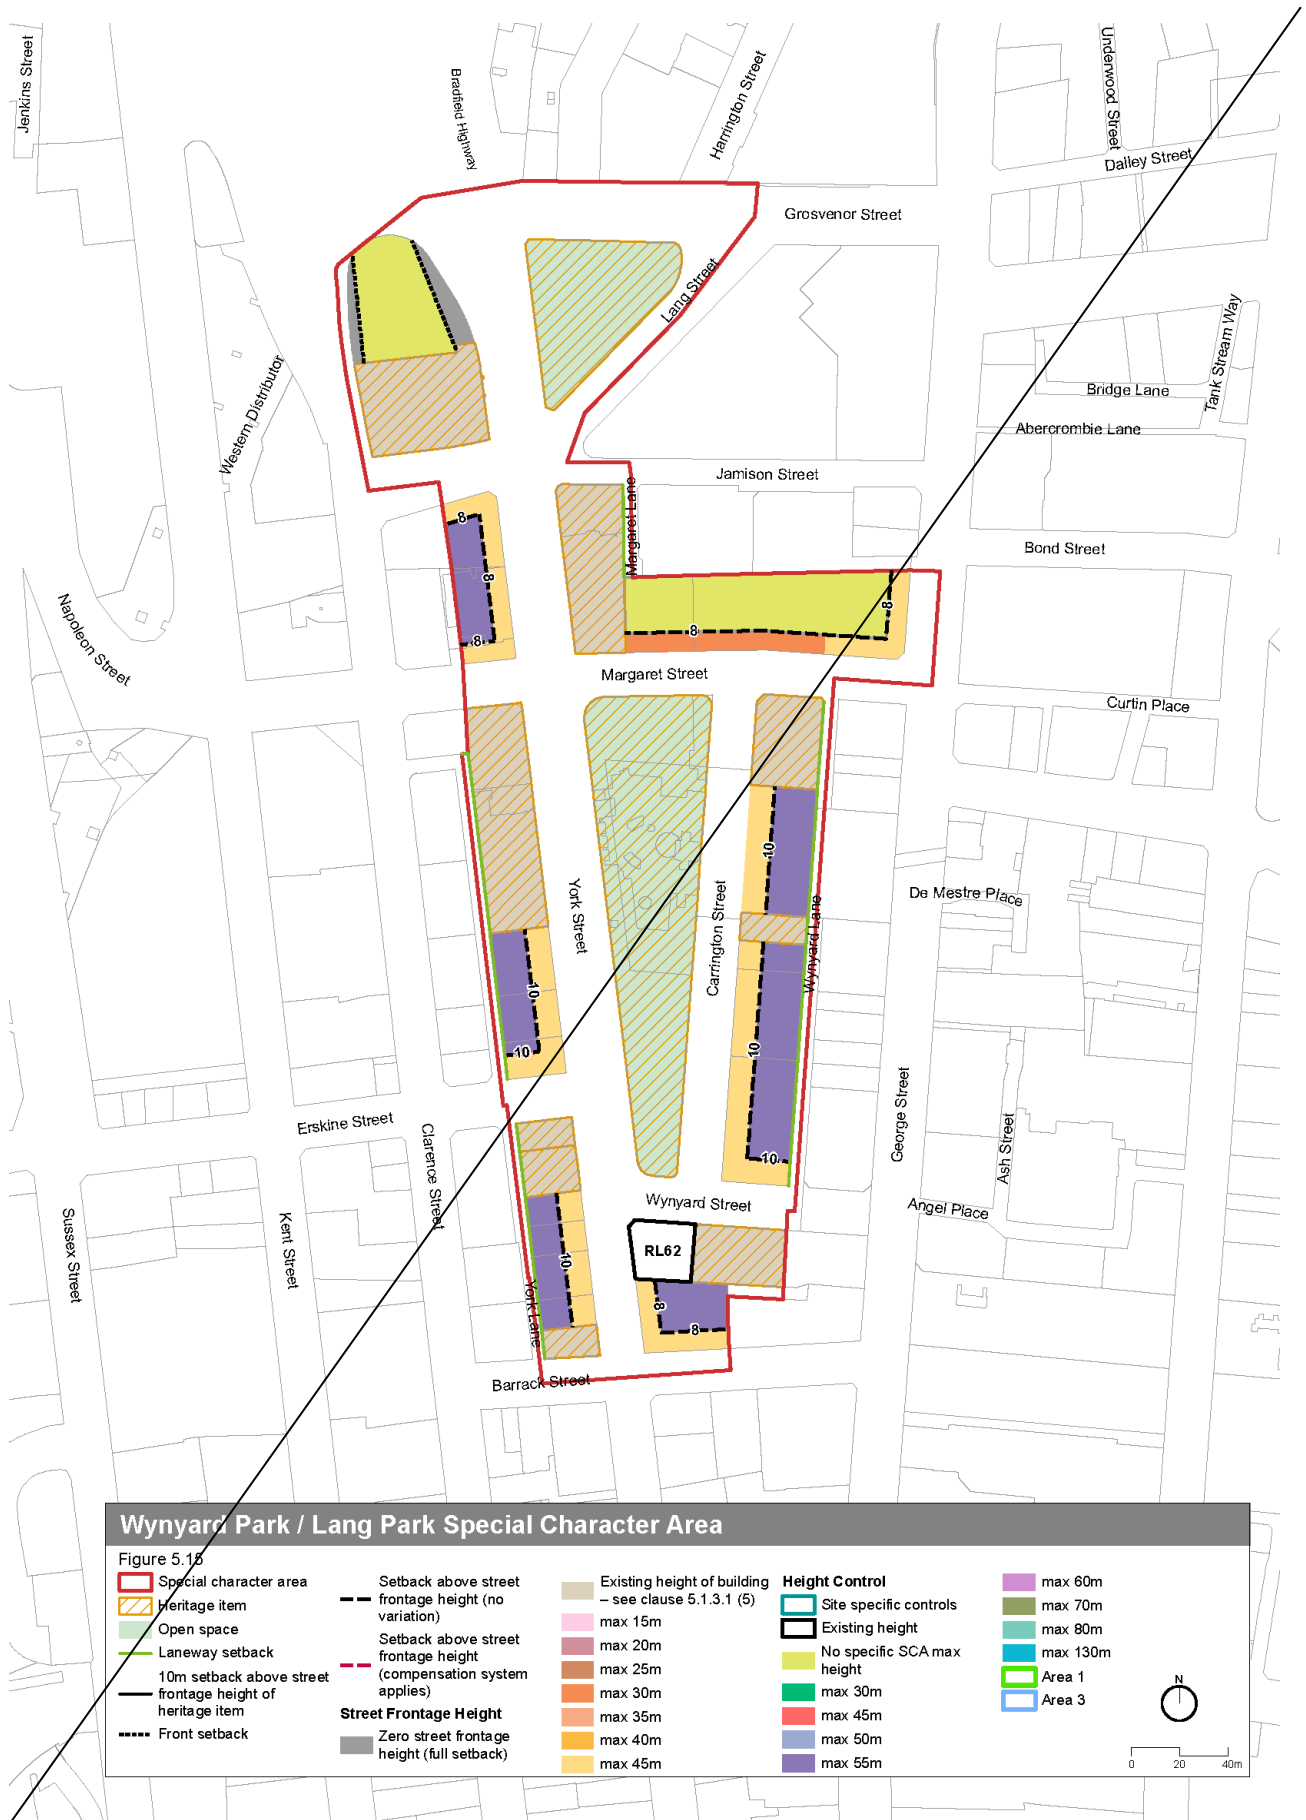 Jenkins Street
Bradfield Highway
Harrington Street
Underwood Street
Dalley Street
Grosvenor Street
Lang Street
Western Distributor
Tank Stream Way
Bridge Lane
Abercrombie Lane
Jamison Street
Margaret Lane
8
8
8
Bond Street
8
8
Napoleon Street
Margaret Street
Curtin Place
10
York Street
Carrington Street
Wynyard Lane
De Mestre Place
10
10
10
10
George Street
Ash Street
Erskine Street
Clarence Street
Wynyard Street
Angel Place
Sussex Street
Kent Street
RL62
10
York Lane
8
8
Barrack Street
Wynyard Park / Lang Park Special Character Area
Figure 5.15
Special character area
Heritage item
Open space
Laneway setback
10m setback above street
frontage height of
heritage item
Front setback
Setback above street
frontage height (no
variation)
Setback above street
frontage height
(compensation system
applies)
Street Frontage Height
Zero street frontage
height (full setback)
Existing height of building
– see clause 5.1.3.1 (5)
max 15m
max 20m
max 25m
max 30m
max 35m
max 40m
max 45m
Height Control
Site specific controls
Existing height
No specific SCA max
height
max 30m
max 45m
max 50m
max 55m
max 60m
max 70m
max 80m
max 130m
Area 1
Area 3
N
0 20 40m